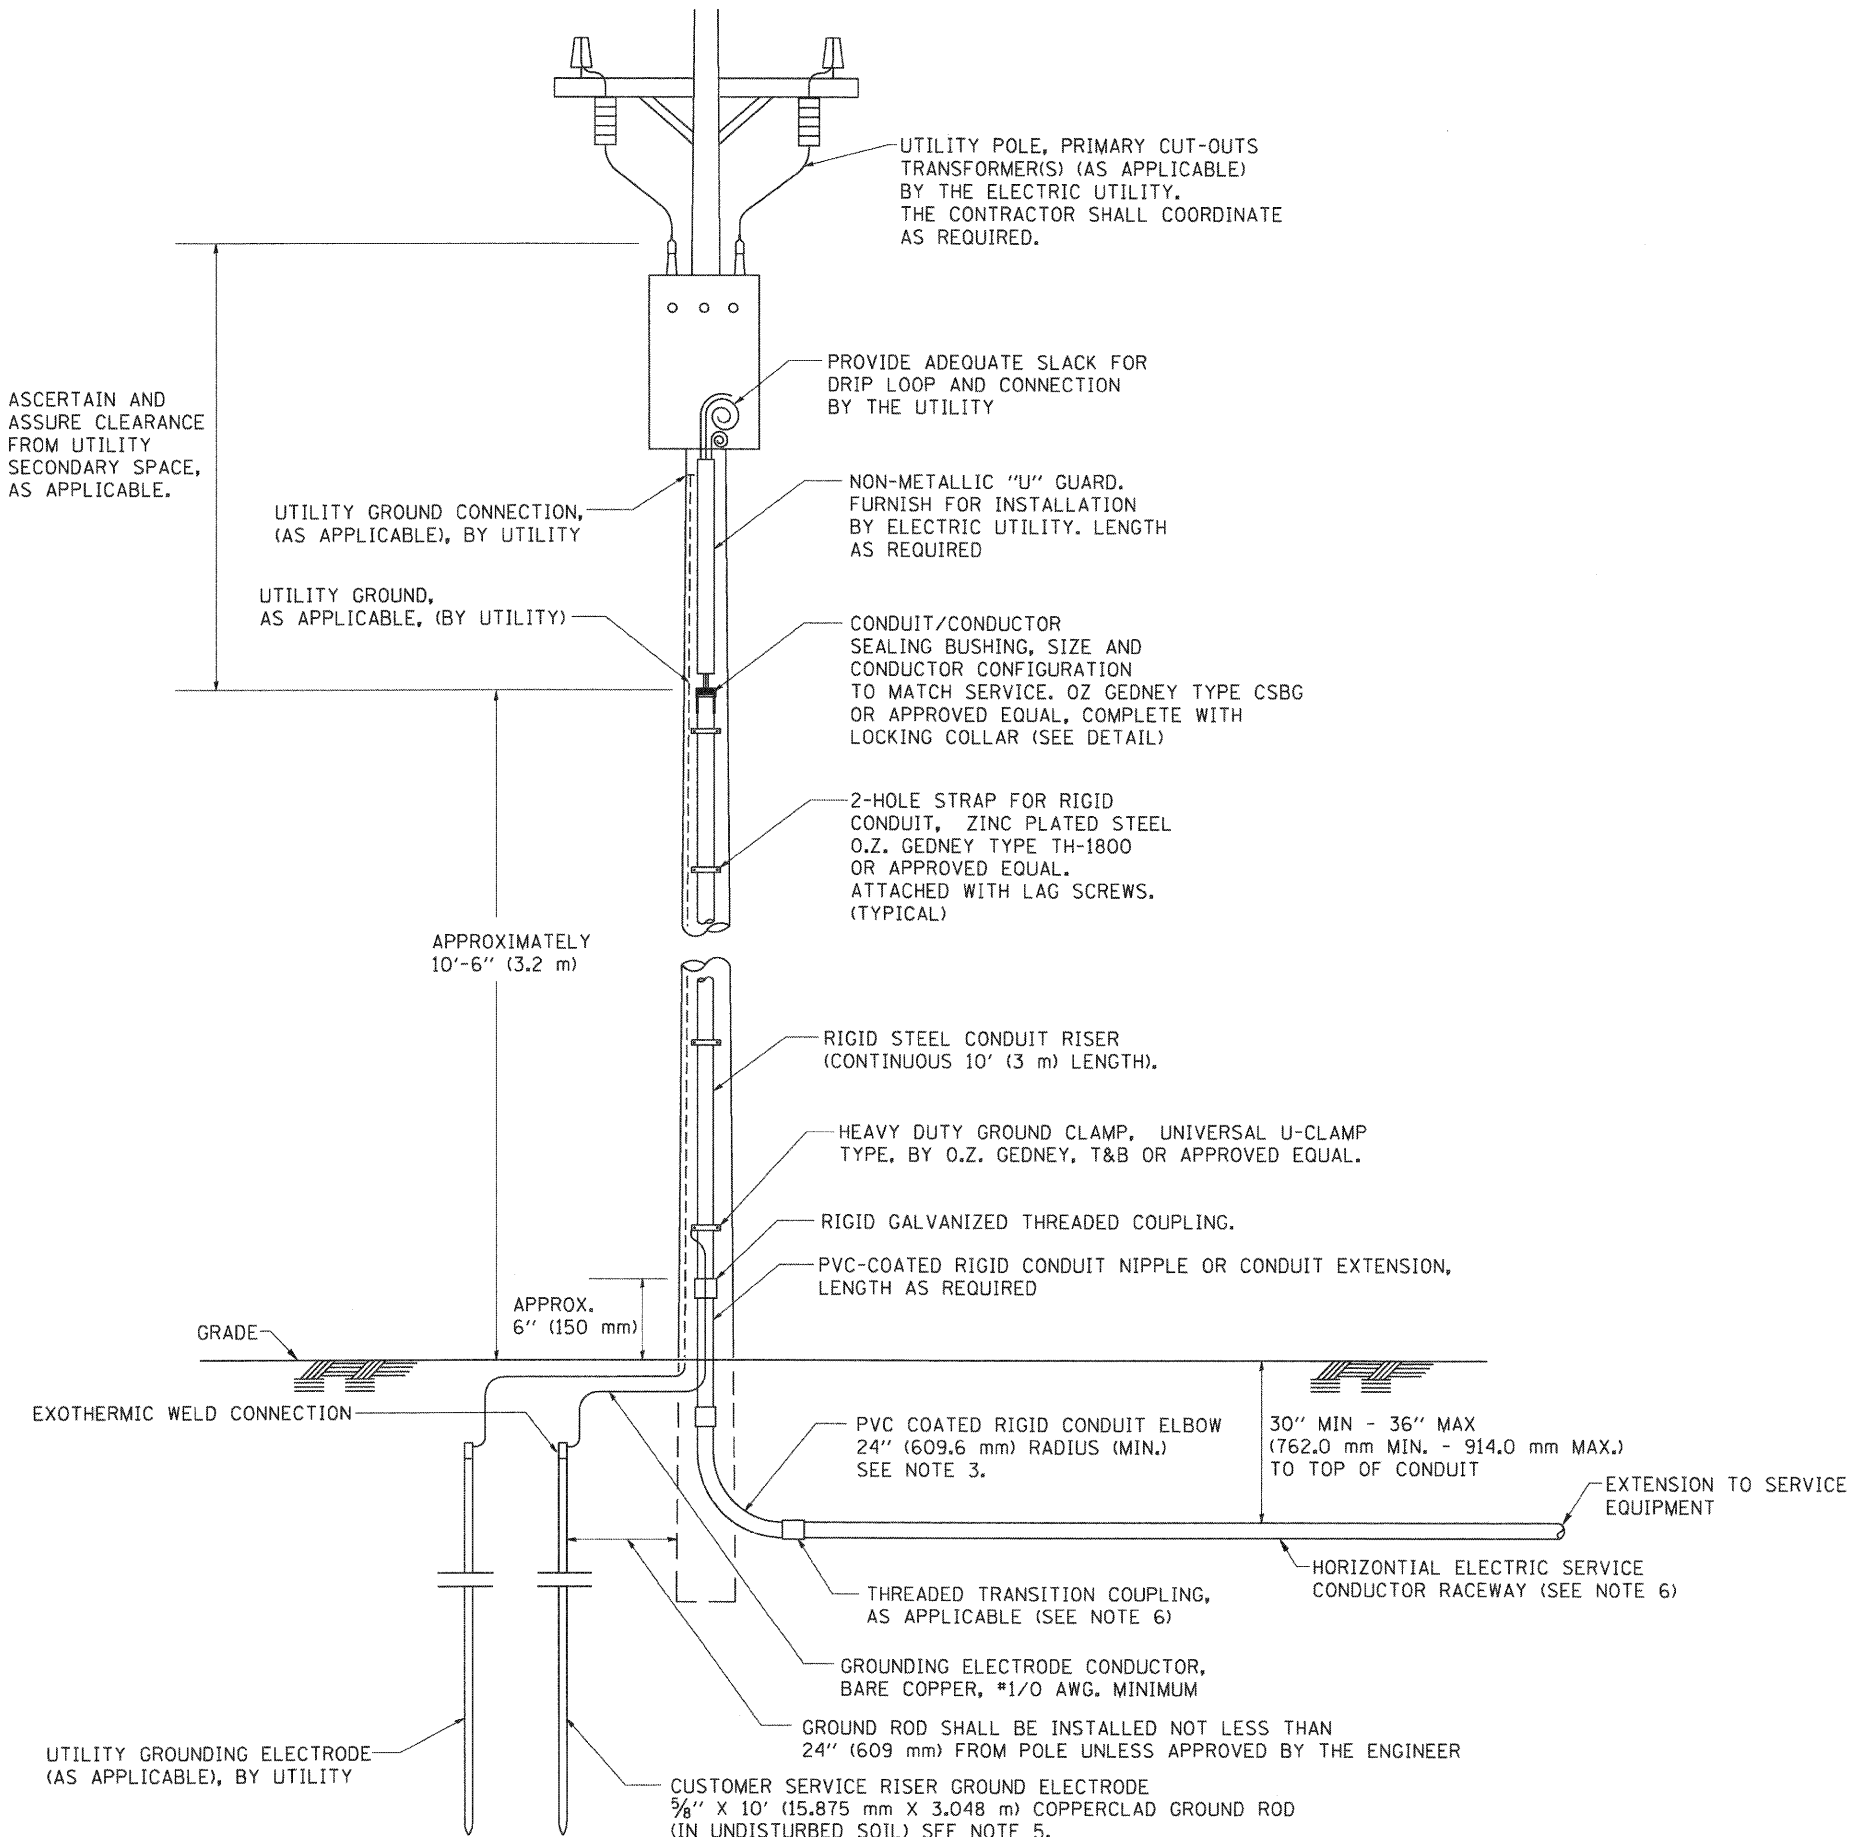 UTILITY POLE, PRIMARY CUT-OUTS
TRANSFORMER(S) (AS APPLICABLE)
BY THE ELECTRIC UTILITY.
THE CONTRACTOR SHALL COORDINATE
AS REQUIRED.
PROVIDE ADEQUATE SLACK FOR
DRIP LOOP AND CONNECTION
BY THE UTILITY
ASCERTAIN AND
ASSURE CLEARANCE
FROM UTILITY
SECONDARY SPACE,
AS APPLICABLE.
NON-METALLIC "U" GUARD.
FURNISH FOR INSTALLATION
BY ELECTRIC UTILITY. LENGTH
AS REQUIRED
UTILITY GROUND CONNECTION,
(AS APPLICABLE), BY UTILITY
UTILITY GROUND,
AS APPLICABLE, (BY UTILITY)
CONDUIT/CONDUCTOR
SEALING BUSHING, SIZE AND
CONDUCTOR CONFIGURATION
TO MATCH SERVICE. OZ GEDNEY TYPE CSBG
OR APPROVED EQUAL, COMPLETE WITH
LOCKING COLLAR (SEE DETAIL)
2-HOLE STRAP FOR RIGID
CONDUIT, ZINC PLATED STEEL
O.Z. GEDNEY TYPE TH-1800
OR APPROVED EQUAL.
ATTACHED WITH LAG SCREWS.
(TYPICAL)
APPROXIMATELY
10'-6'' (3.2 m)
RIGID STEEL CONDUIT RISER
(CONTINUOUS 10' (3 m) LENGTH).
HEAVY DUTY GROUND CLAMP, UNIVERSAL U-CLAMP
TYPE, BY O.Z. GEDNEY, T&B OR APPROVED EQUAL.
RIGID GALVANIZED THREADED COUPLING.
PVC-COATED RIGID CONDUIT NIPPLE OR CONDUIT EXTENSION,
LENGTH AS REQUIRED
APPROX.
6'' (150 mm)
GRADE
EXOTHERMIC WELD CONNECTION
PVC COATED RIGID CONDUIT ELBOW
24'' (609.6 mm) RADIUS (MIN.)
SEE NOTE 3.
30'' MIN - 36'' MAX
(762.0 mm MIN. - 914.0 mm MAX.)
TO TOP OF CONDUIT
EXTENSION TO SERVICE
EQUIPMENT
HORIZONTIAL ELECTRIC SERVICE
CONDUCTOR RACEWAY (SEE NOTE 6)
THREADED TRANSITION COUPLING,
AS APPLICABLE (SEE NOTE 6)
GROUNDING ELECTRODE CONDUCTOR,
BARE COPPER, #1/0 AWG. MINIMUM
GROUND ROD SHALL BE INSTALLED NOT LESS THAN
24'' (609 mm) FROM POLE UNLESS APPROVED BY THE ENGINEER
UTILITY GROUNDING ELECTRODE
(AS APPLICABLE), BY UTILITY
CUSTOMER SERVICE RISER GROUND ELECTRODE
⅝'' X 10' (15.875 mm X 3.048 m) COPPERCLAD GROUND ROD
(IN UNDISTURBED SOIL) SEE NOTE 5.